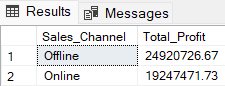 Results Messages
Sales_Channel Total_Profit
1 Offline 24920726.67
2 Online 19247471.73